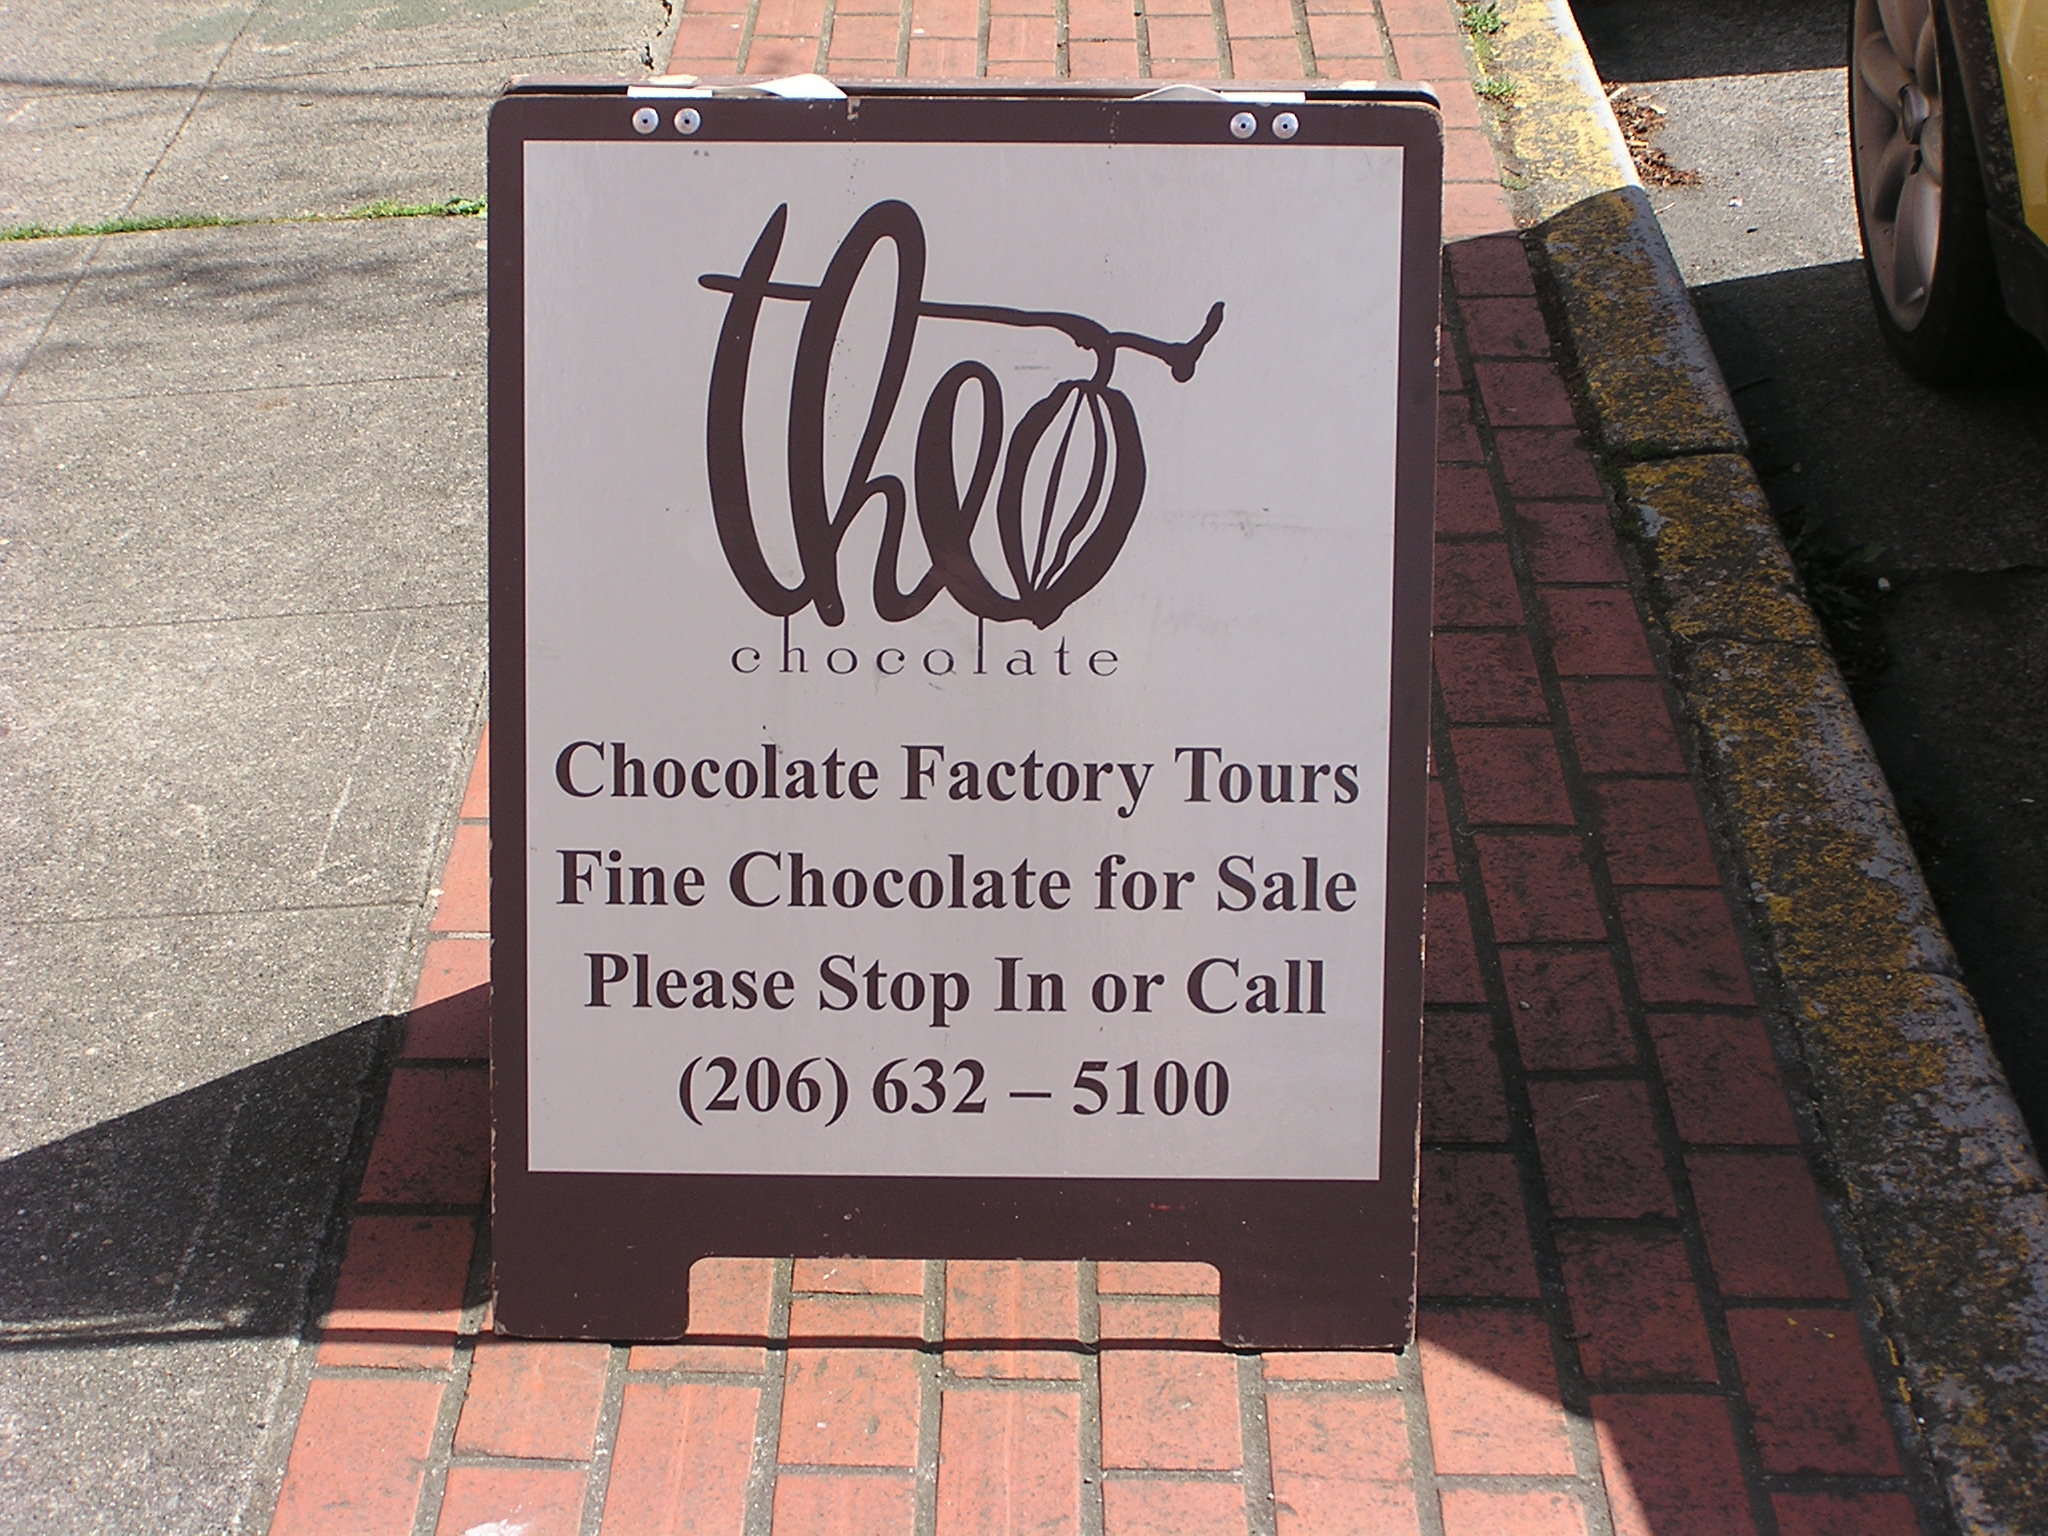 theo
chocolate
Chocolate Factory Tours
Fine Chocolate for Sale
Please Stop In or Call
(206) 632 – 5100